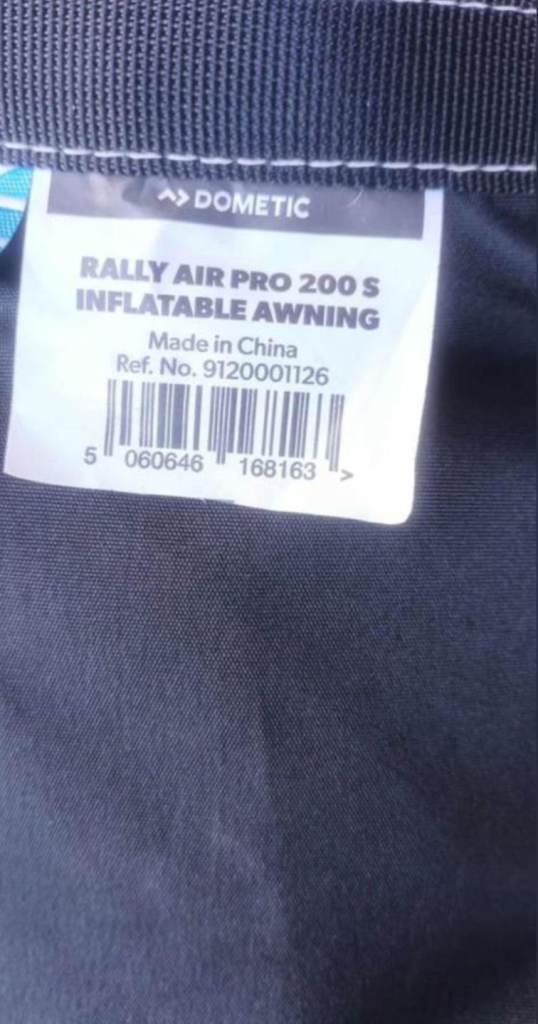 DOMETIC
RALLY AIR PRO 200 S
INFLATABLE AWNING
Made in China
Ref. No. 9120001126
5 060646 168163 >